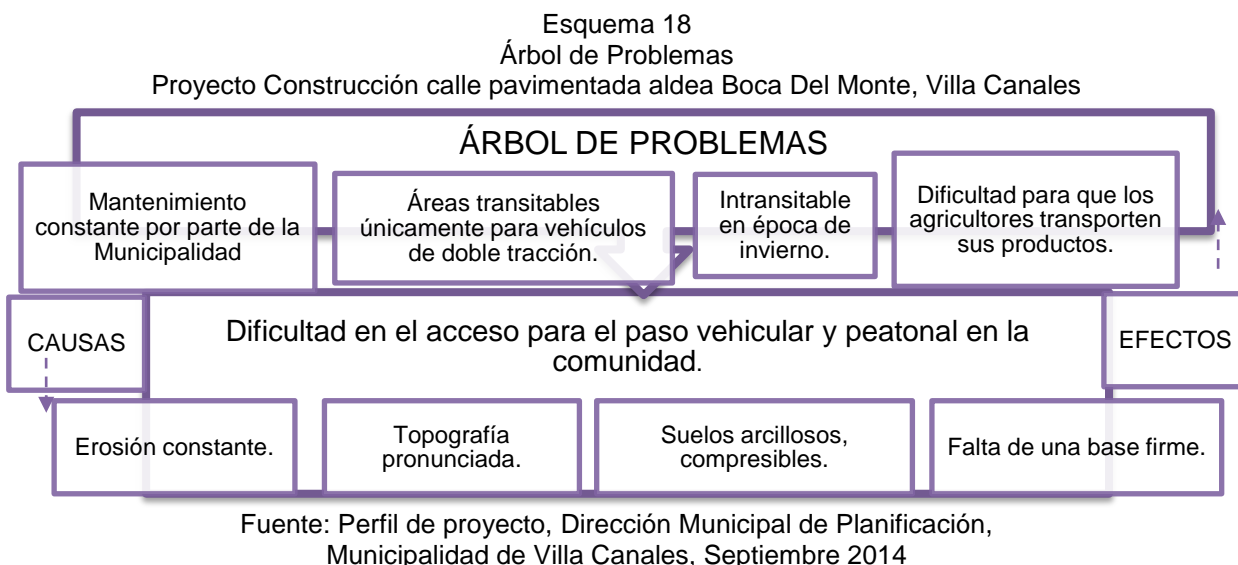 Esquema 18
Árbol de Problemas
Proyecto Construcción calle pavimentada aldea Boca Del Monte, Villa Canales
ÁRBOL DE PROBLEMAS
Mantenimiento
constante por parte de la
Municipalidad
Áreas transitables
únicamente para vehículos
de doble tracción.
Intransitable
en época de
invierno.
Dificultad para que los
agricultores transporten
sus productos.
CAUSAS
Dificultad en el acceso para el paso vehicular y peatonal en la
comunidad.
EFECTOS
Erosión constante.
Topografía
pronunciada.
Suelos arcillosos,
compresibles.
Falta de una base firme.
Fuente: Perfil de proyecto, Dirección Municipal de Planificación,
Municipalidad de Villa Canales, Septiembre 2014